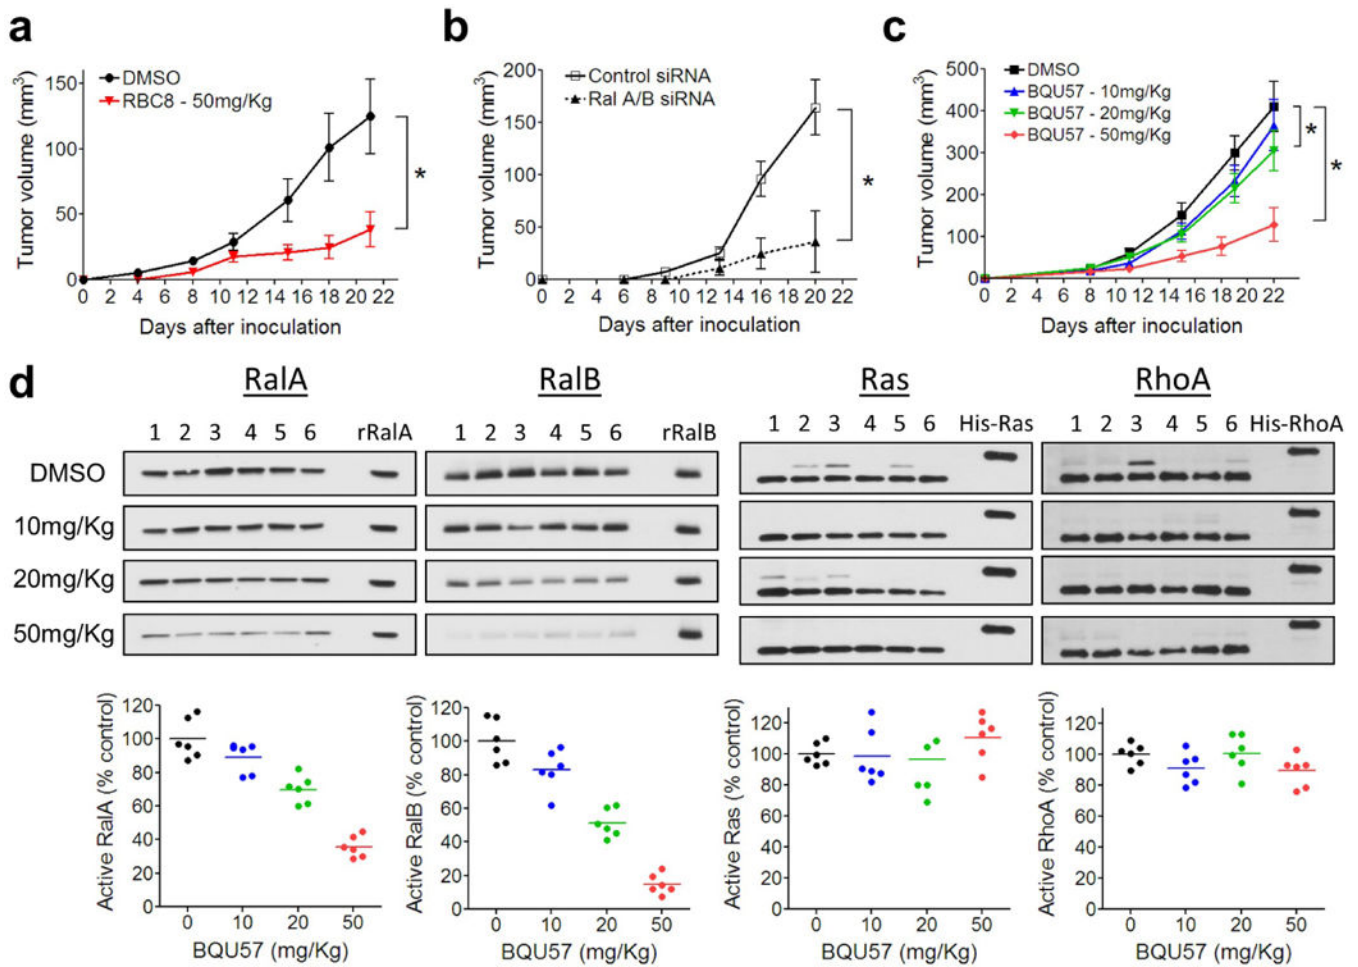 a
Tumor volume (mm³)
150
100
50
0
DMSO
RBC8 - 50mg/Kg
*
0 2 4 6 8 10 12 14 16 18 20 22
Days after inoculation
b
Tumor volume (mm³)
200
150
100
50
0
Control siRNA
Ral A/B siRNA
*
0 2 4 6 8 10 12 14 16 18 20 22
Days after inoculation
c
Tumor volume (mm³)
500
400
300
200
100
0
DMSO
BQU57 - 10mg/Kg
BQU57 - 20mg/Kg
BQU57 - 50mg/Kg
*
*
0 2 4 6 8 10 12 14 16 18 20 22
Days after inoculation
d
RalA RalB Ras RhoA
1 2 3 4 5 6 rRalA 1 2 3 4 5 6 rRalB 1 2 3 4 5 6 His-Ras 1 2 3 4 5 6 His-RhoA
DMSO
10mg/Kg
20mg/Kg
50mg/Kg
Active RalA (% control)
120
100
80
60
40
20
0
0 10 20 50
BQU57 (mg/Kg)
Active RalB (% control)
120
100
80
60
40
20
0
0 10 20 50
BQU57 (mg/Kg)
Active Ras (% control)
120
100
80
60
40
20
0
0 10 20 50
BQU57 (mg/Kg)
Active RhoA (% control)
120
100
80
60
40
20
0
0 10 20 50
BQU57 (mg/Kg)